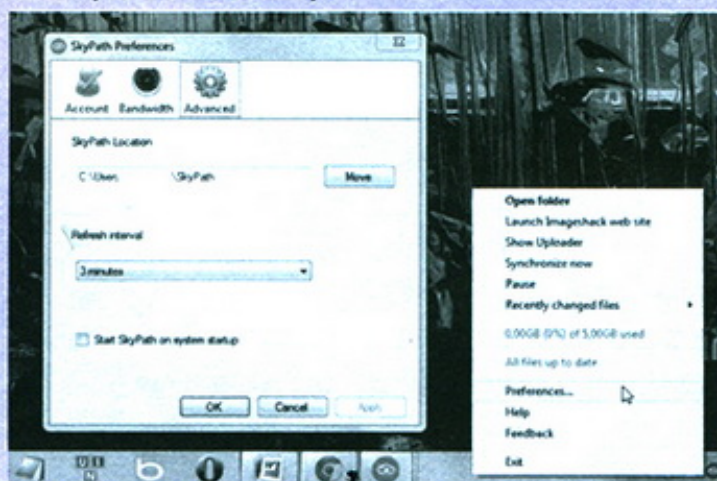 SkyPath Preferences
Account Bandwidth Advanced
SkyPath Location
C:\Users \SkyPath
Move
Refresh interval
3 minutes
Start SkyPath on system startup
OK Cancel Apply
Open folder
Launch Imageshack web site
Show Uploader
Synchronize now
Pause
Recently changed files
0,00GB (0%) of 5,00GB used
All files up to date
Preferences...
Help
Feedback
Exit